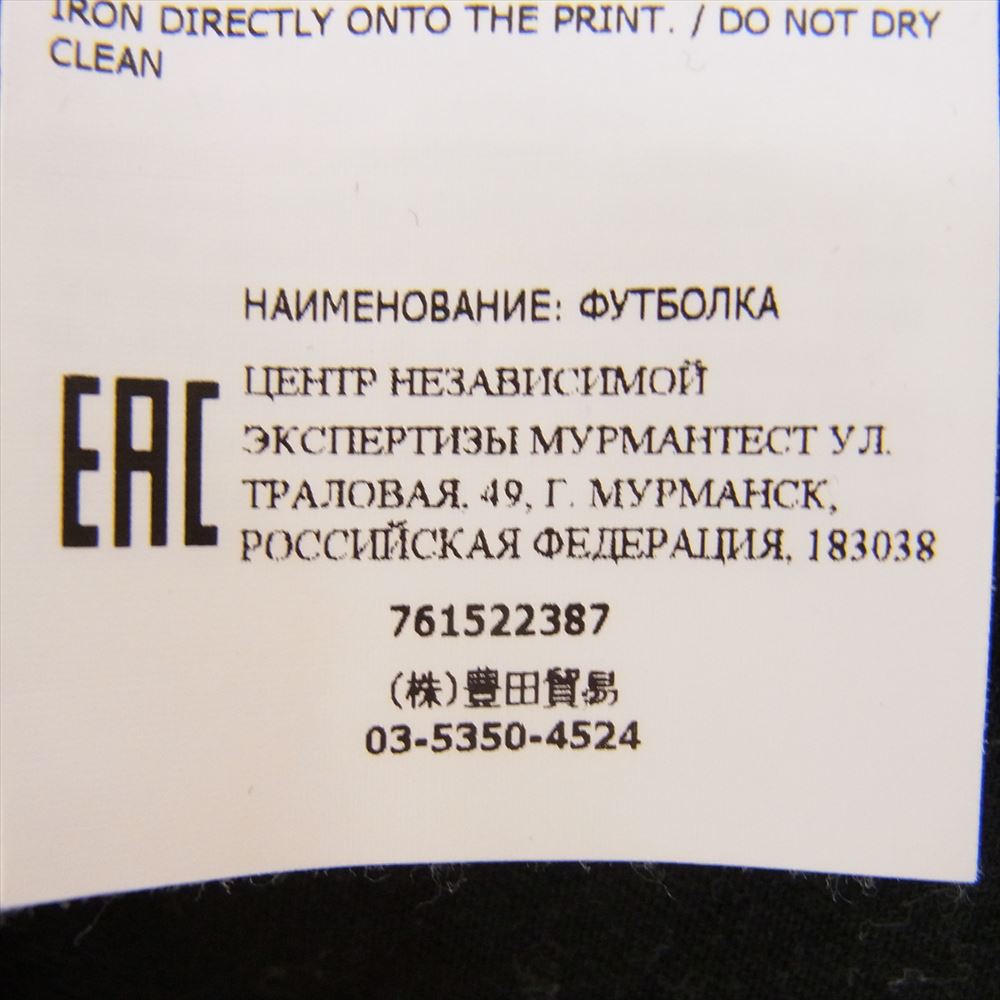 IRON DIRECTLY ONTO THE PRINT. / DO NOT DRY
CLEAN
НАИМЕНОВАНИЕ: ФУТБОЛКА
EAC
ЦЕНТР НЕЗАВИСИМОЙ
ЭКСПЕРТИЗЫ МУРМАНТЕСТ УЛ.
ТРАЛОВАЯ, 49, Г. МУРМАНСК,
РОССИЙСКАЯ ФЕДЕРАЦИЯ, 183038
761522387
(株)豊田貿易
03-5350-4524